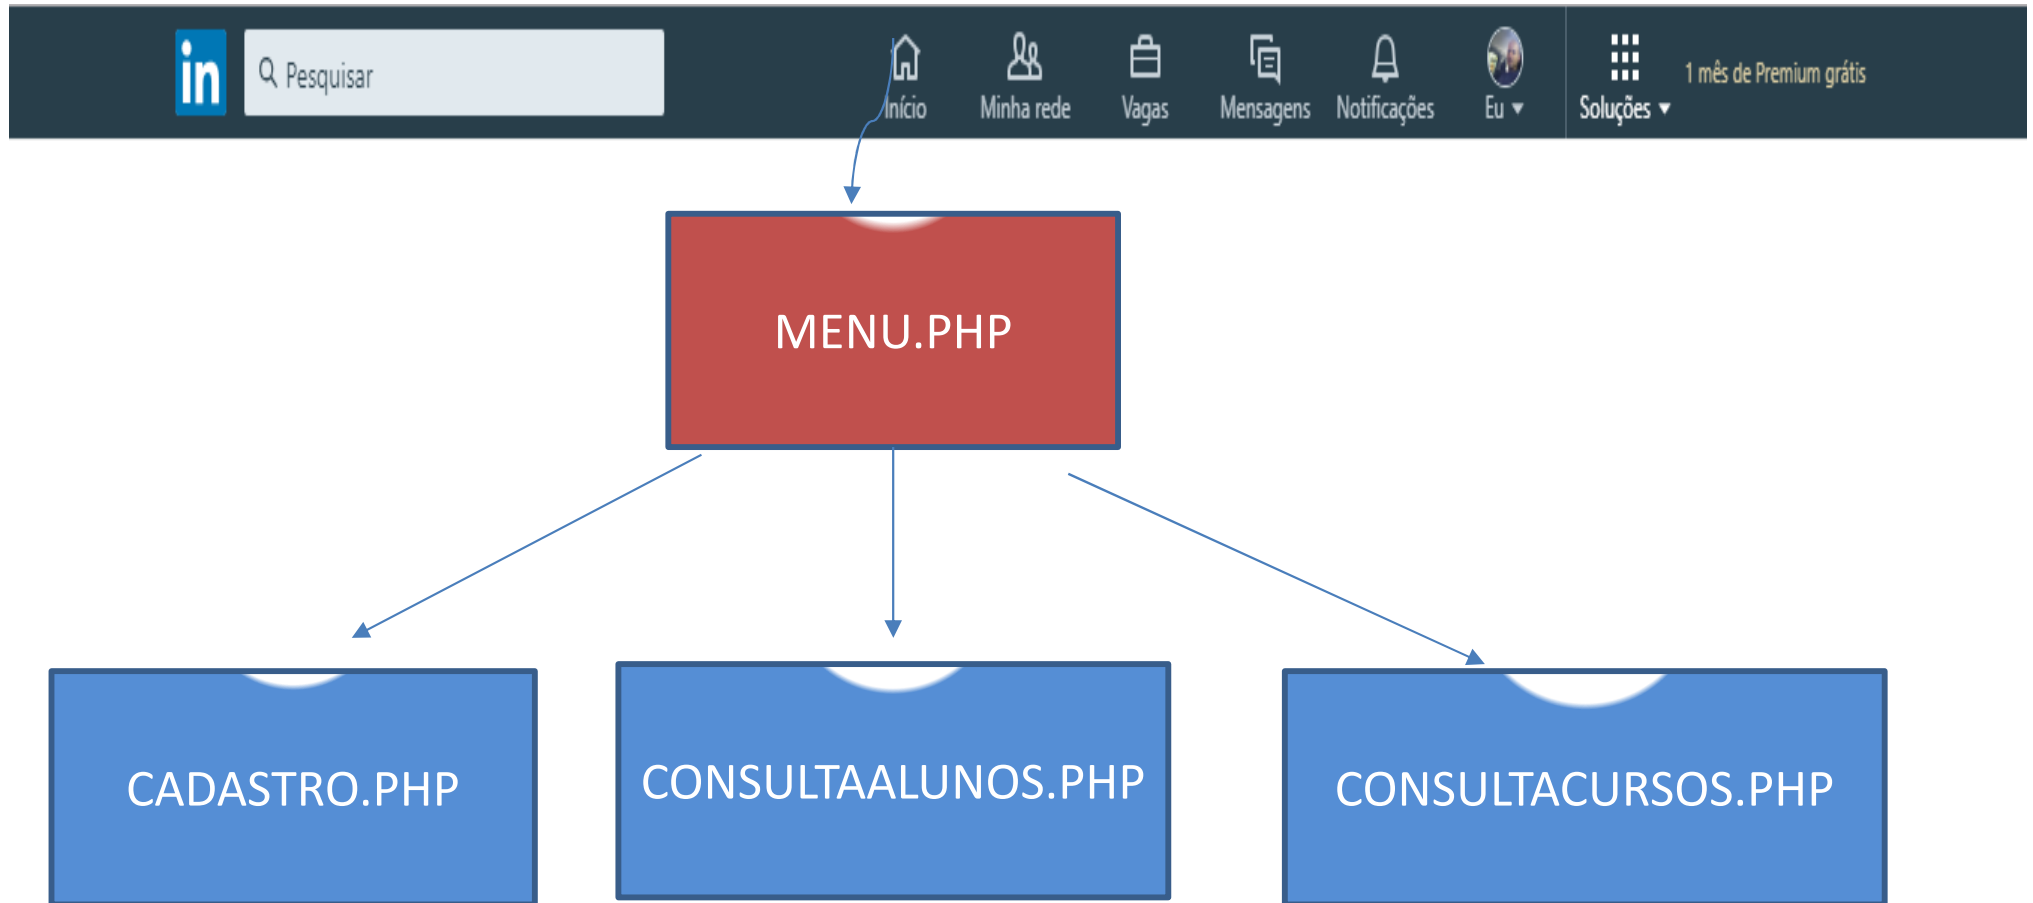 in
Pesquisar
Início
Minha rede
Vagas
Mensagens
Notificações
Eu
Soluções
1 mês de Premium grátis
MENU.PHP
CADASTRO.PHP
CONSULTAALUNOS.PHP
CONSULTACURSOS.PHP